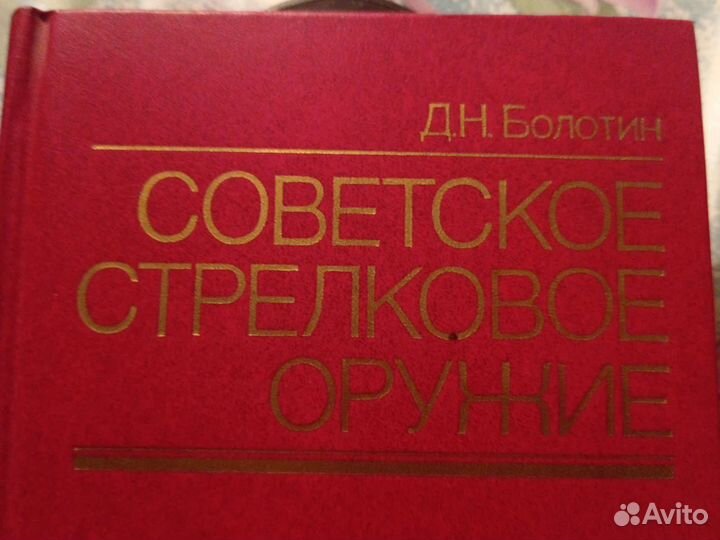 Д.Н. Болотин
СОВЕТСКОЕ
СТРЕЛКОВОЕ
ОРУЖИЕ
Avito